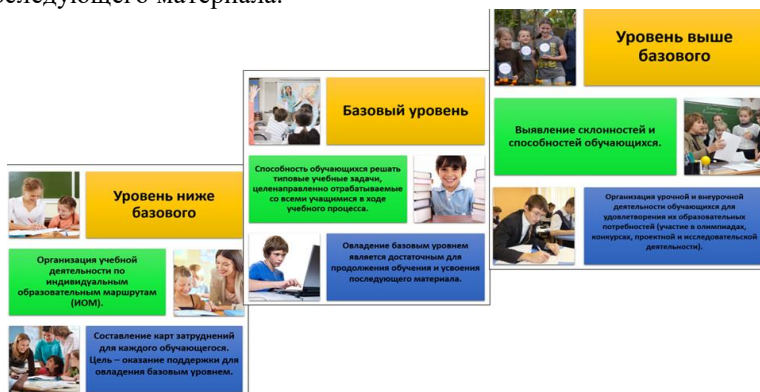 последующего материала.
Уровень ниже
базового
Организация учебной
деятельности по
индивидуальным
образовательным маршрутам
(ИОМ).
Составление карт затруднений
для каждого обучающегося.
Цель – оказание поддержки для
овладения базовым уровнем.
Базовый уровень
Способность обучающихся решать
типовые учебные задачи,
целенаправленно отрабатываемые
со всеми учащимися в ходе
учебного процесса.
Овладение базовым уровнем
является достаточным для
продолжения обучения и усвоения
последующего материала.
Уровень выше
базового
Выявление склонностей и
способностей обучающихся.
Организация урочной и внеурочной
деятельности обучающихся для
удовлетворения их образовательных
потребностей (участие в олимпиадах,
конкурсах, проектной и исследовательской
деятельности).